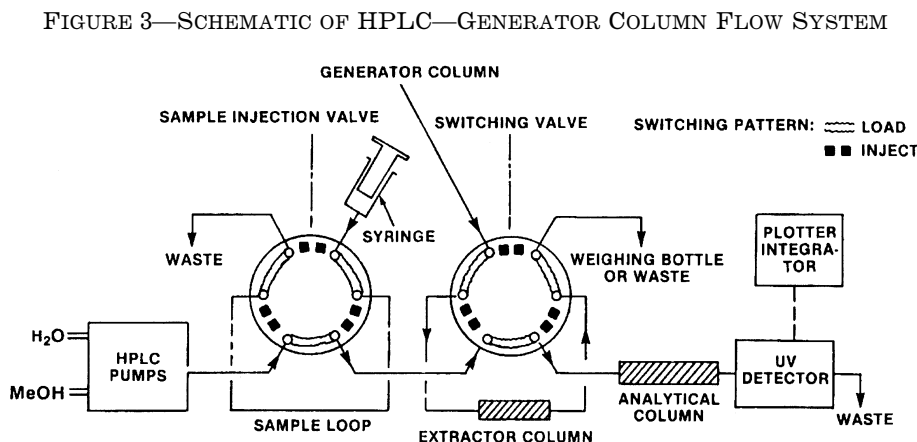 FIGURE 3—SCHEMATIC OF HPLC—GENERATOR COLUMN FLOW SYSTEM
GENERATOR COLUMN
SAMPLE INJECTION VALVE
SWITCHING VALVE
SWITCHING PATTERN:
LOAD
INJECT
SYRINGE
WASTE
WEIGHING BOTTLE
OR WASTE
PLOTTER
INTEGRA-
TOR
H₂O
MeOH
HPLC
PUMPS
SAMPLE LOOP
EXTRACTOR COLUMN
ANALYTICAL
COLUMN
UV
DETECTOR
WASTE